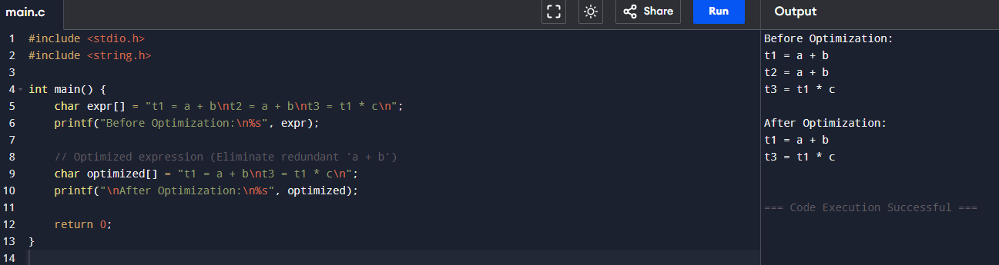 main.c
Share
Run
Output
1 #include <stdio.h>
2 #include <string.h>
3
4 int main() {
5     char expr[] = "t1 = a + b\nt2 = a + b\nt3 = t1 * c\n";
6     printf("Before Optimization:\n%s", expr);
7
8     // Optimized expression (Eliminate redundant 'a + b')
9     char optimized[] = "t1 = a + b\nt3 = t1 * c\n";
10     printf("\nAfter Optimization:\n%s", optimized);
11
12     return 0;
13 }
14
Before Optimization:
t1 = a + b
t2 = a + b
t3 = t1 * c
After Optimization:
t1 = a + b
t3 = t1 * c
=== Code Execution Successful ===